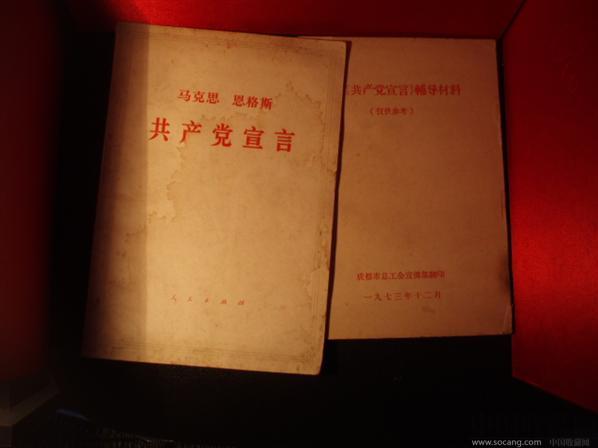 马克思 恩格斯
共产党宣言
人民出版社
《共产党宣言》輔导材料
（仅供参考）
成都市总工会宣传部翻印
一九七三年十二月
www.socang.com 中国收藏网